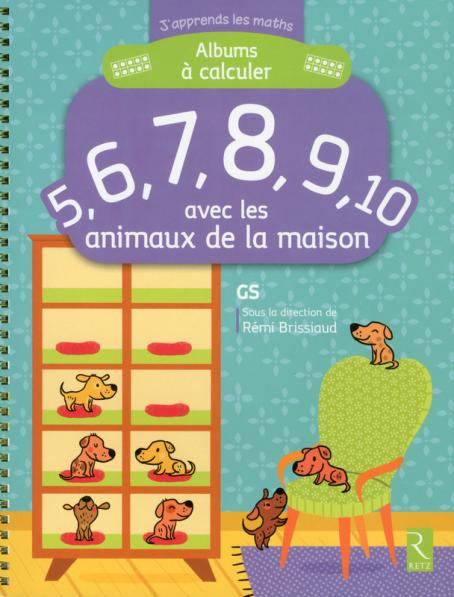 J'apprends les maths
Albums
à calculer
5, 6, 7, 8, 9, 10
avec les
animaux de la maison
GS
Sous la direction de
Rémi Brissiaud
RETZ